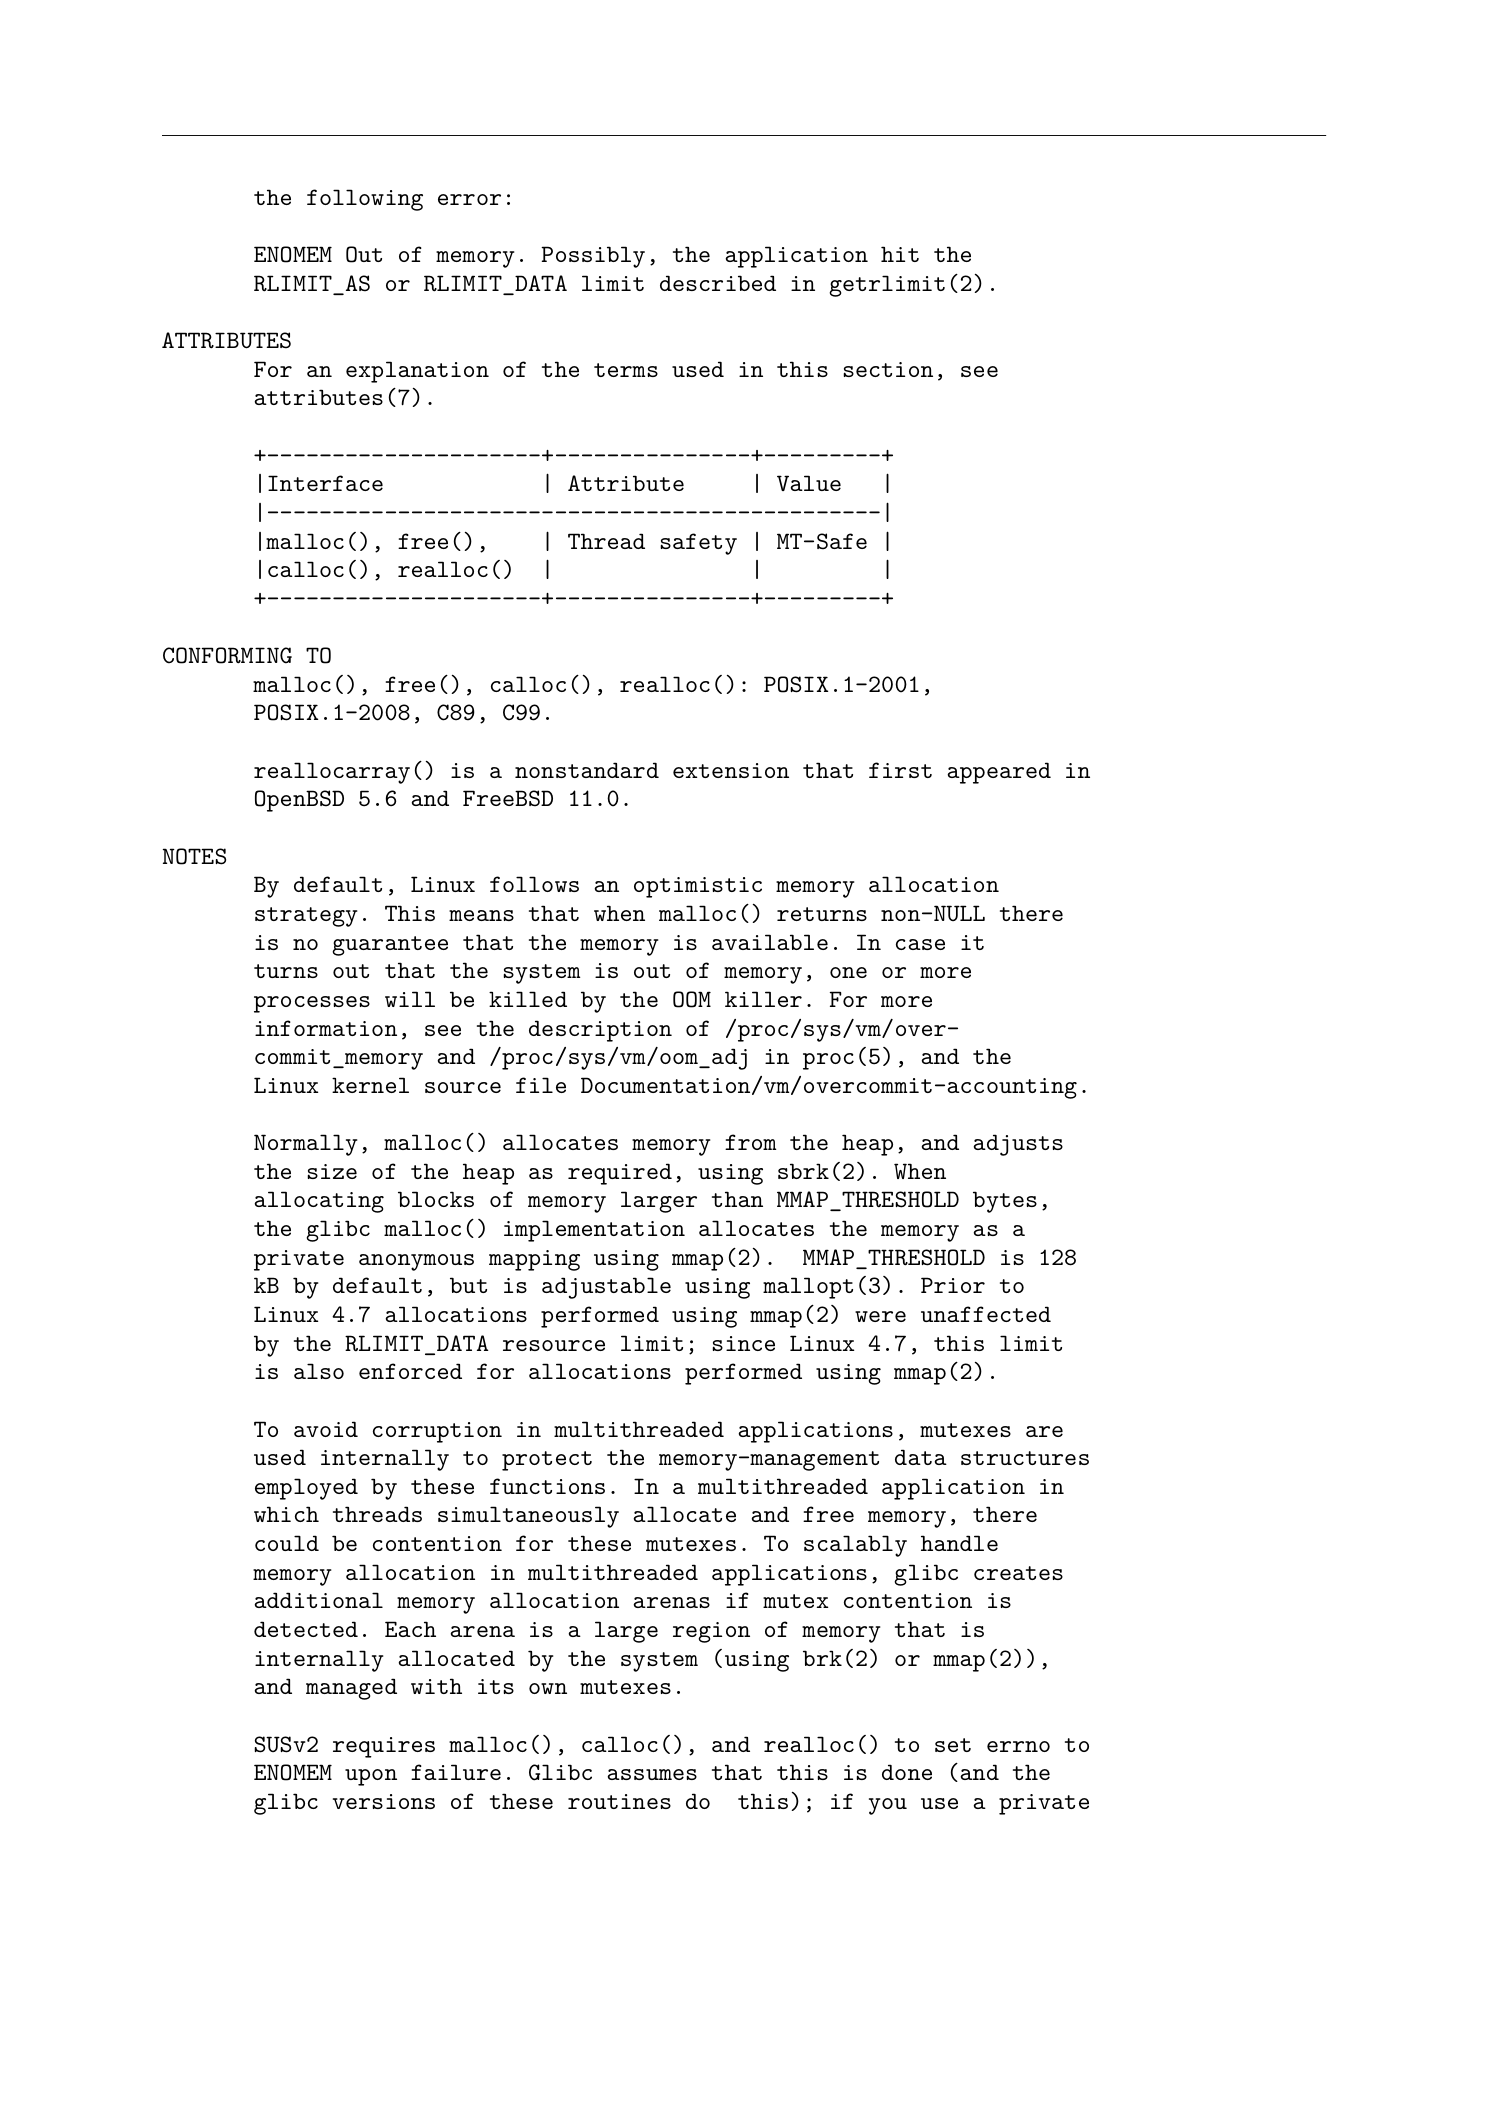 the following error:
ENOMEM Out of memory. Possibly, the application hit the
RLIMIT_AS or RLIMIT_DATA limit described in getrlimit(2).
ATTRIBUTES
For an explanation of the terms used in this section, see
attributes(7).
+---------------------+---------------+---------+
|Interface            | Attribute     | Value   |
|-----------------------------------------------|
|malloc(), free(),    | Thread safety | MT-Safe |
|calloc(), realloc()  |               |         |
+---------------------+---------------+---------+
CONFORMING TO
malloc(), free(), calloc(), realloc(): POSIX.1-2001,
POSIX.1-2008, C89, C99.
reallocarray() is a nonstandard extension that first appeared in
OpenBSD 5.6 and FreeBSD 11.0.
NOTES
By default, Linux follows an optimistic memory allocation
strategy. This means that when malloc() returns non-NULL there
is no guarantee that the memory is available. In case it
turns out that the system is out of memory, one or more
processes will be killed by the OOM killer. For more
information, see the description of /proc/sys/vm/over-
commit_memory and /proc/sys/vm/oom_adj in proc(5), and the
Linux kernel source file Documentation/vm/overcommit-accounting.
Normally, malloc() allocates memory from the heap, and adjusts
the size of the heap as required, using sbrk(2). When
allocating blocks of memory larger than MMAP_THRESHOLD bytes,
the glibc malloc() implementation allocates the memory as a
private anonymous mapping using mmap(2).  MMAP_THRESHOLD is 128
kB by default, but is adjustable using mallopt(3). Prior to
Linux 4.7 allocations performed using mmap(2) were unaffected
by the RLIMIT_DATA resource limit; since Linux 4.7, this limit
is also enforced for allocations performed using mmap(2).
To avoid corruption in multithreaded applications, mutexes are
used internally to protect the memory-management data structures
employed by these functions. In a multithreaded application in
which threads simultaneously allocate and free memory, there
could be contention for these mutexes. To scalably handle
memory allocation in multithreaded applications, glibc creates
additional memory allocation arenas if mutex contention is
detected. Each arena is a large region of memory that is
internally allocated by the system (using brk(2) or mmap(2)),
and managed with its own mutexes.
SUSv2 requires malloc(), calloc(), and realloc() to set errno to
ENOMEM upon failure. Glibc assumes that this is done (and the
glibc versions of these routines do  this); if you use a private